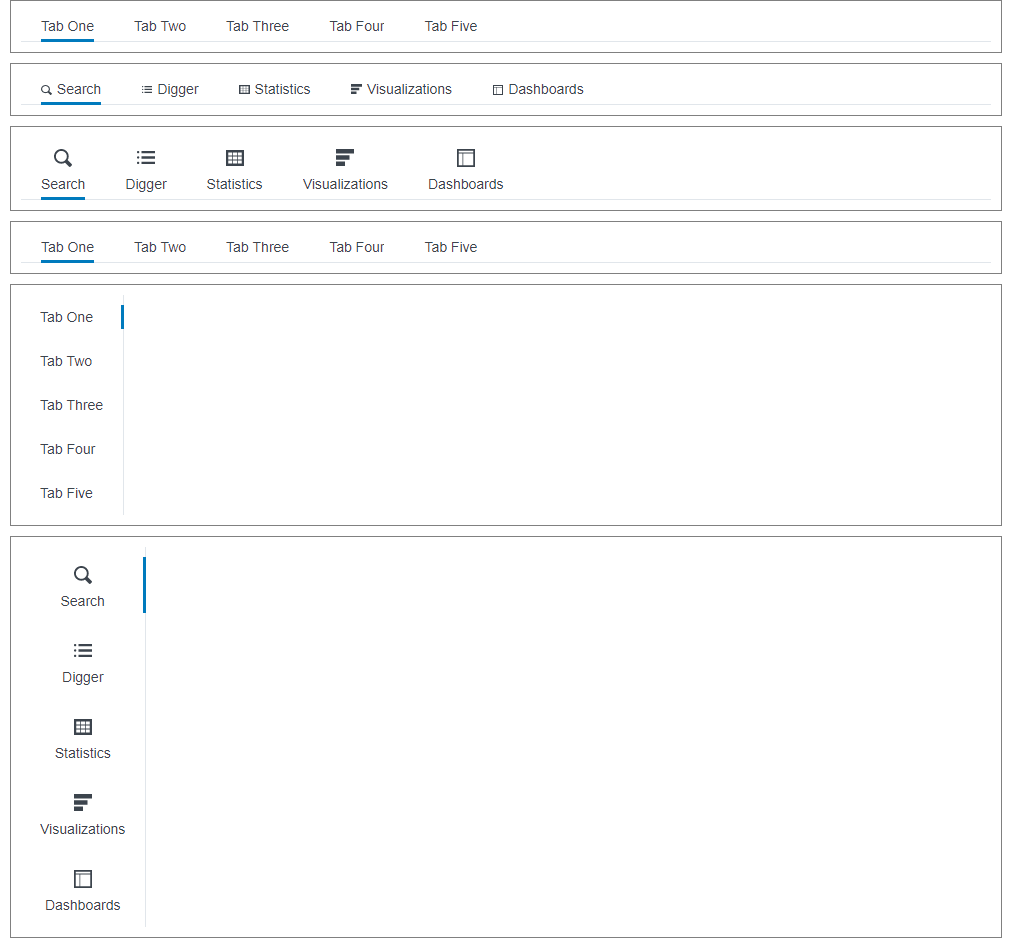 Tab One Tab Two Tab Three Tab Four Tab Five
Search Digger Statistics Visualizations Dashboards
Search Digger Statistics Visualizations Dashboards
Tab One Tab Two Tab Three Tab Four Tab Five
Tab One
Tab Two
Tab Three
Tab Four
Tab Five
Search
Digger
Statistics
Visualizations
Dashboards